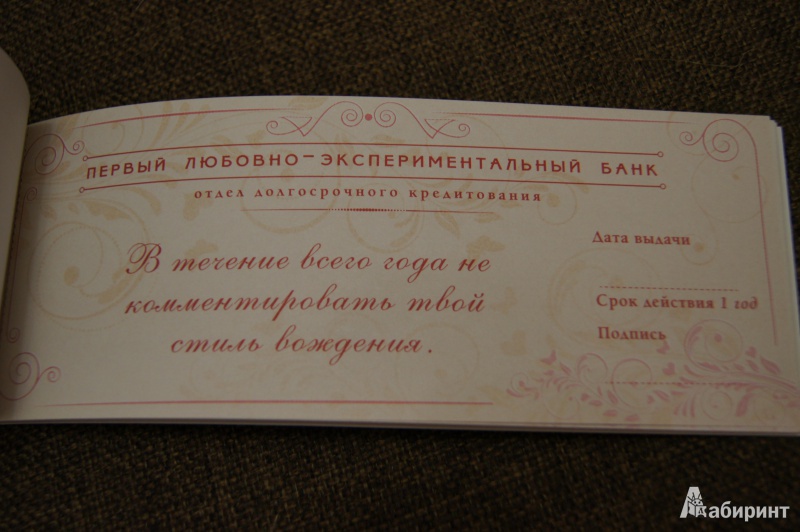 ПЕРВЫЙ ЛЮБОВНО-ЭКСПЕРИМЕНТАЛЬНЫЙ БАНК
отдел долгосрочного кредитования
В течение всего года не
комментировать твой
стиль вождения.
Дата выдачи
Срок действия 1 год
Подпись
Лабиринт